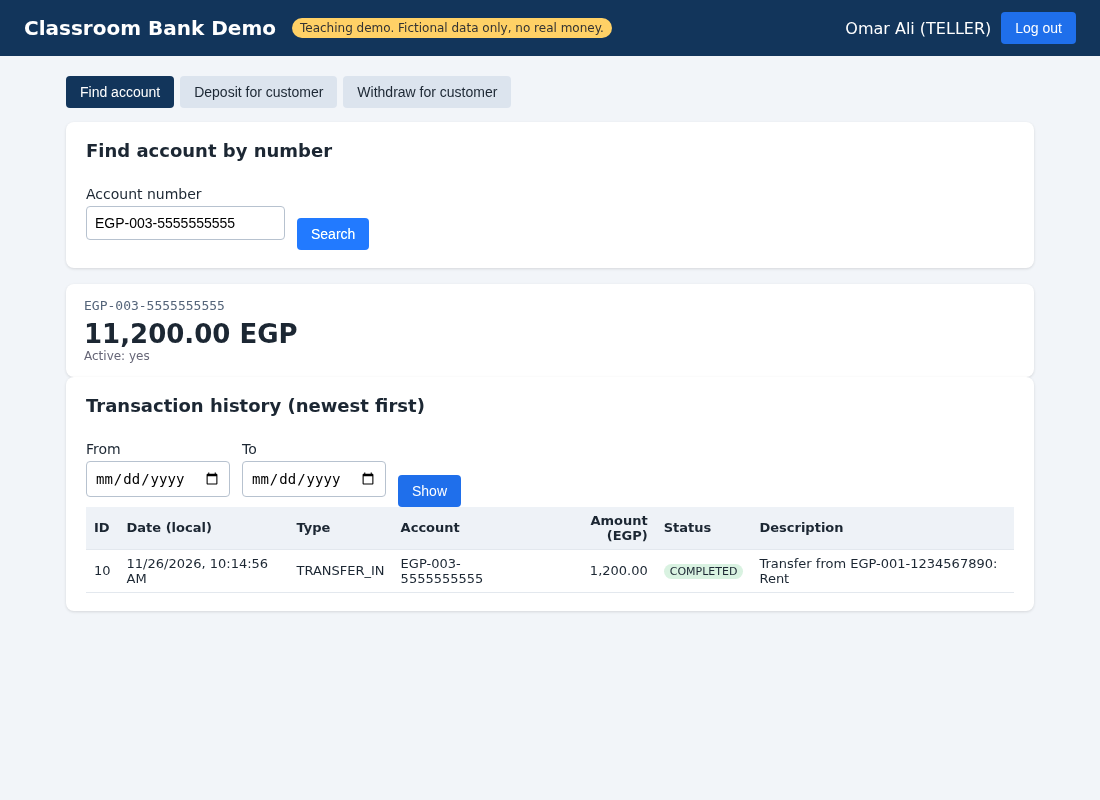 Classroom Bank Demo
Teaching demo. Fictional data only, no real money.
Omar Ali (TELLER)
Log out
Find account
Deposit for customer
Withdraw for customer
Find account by number
Account number
EGP-003-5555555555
Search
EGP-003-5555555555
11,200.00 EGP
Active: yes
Transaction history (newest first)
From
To
mm/dd/yyyy
mm/dd/yyyy
Show
ID
Date (local)
Type
Account
Amount
(EGP)
Status
Description
10
11/26/2026, 10:14:56
AM
TRANSFER_IN
EGP-003-
5555555555
1,200.00
COMPLETED
Transfer from EGP-001-1234567890:
Rent